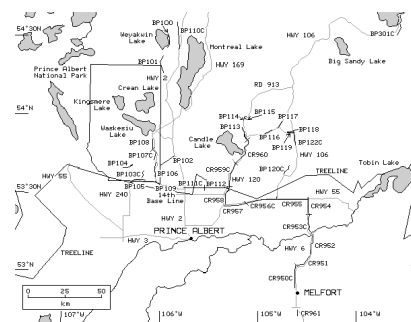 54°30'N
BP100
BP110C
BP301C
Weyakwin
Lake
HWY 106
Montreal Lake
BP101
Big Sandy Lake
Prince Albert
National Park
HWY 2
HWY 169
Crean Lake
RD 913
Kingsmere
Lake
54°N
BP114
BP115
BP117
Waskesiu
Lake
BP113
BP118
BP116
Candle
Lake
BP119
BP122C
BP108
CR960
BP107C
BP102
HWY 106
Tobin Lake
BP104
CR959C
BP120C
TREELINE
HWY 55
BP103C
BP106
HWY 120
BP111C
BP112
53°30'N
BP105
BP109
HWY 55
HWY 240
14th
Base Line
CR958
CR956C
CR955
CR954
CR957
HWY 2
PRINCE ALBERT
CR953C
HWY 3
HWY 6
CR952
TREELINE
CR951
53°N
CR950C
0 25 50
km
MELFORT
107°W
106°W
105°W
CR961
104°W